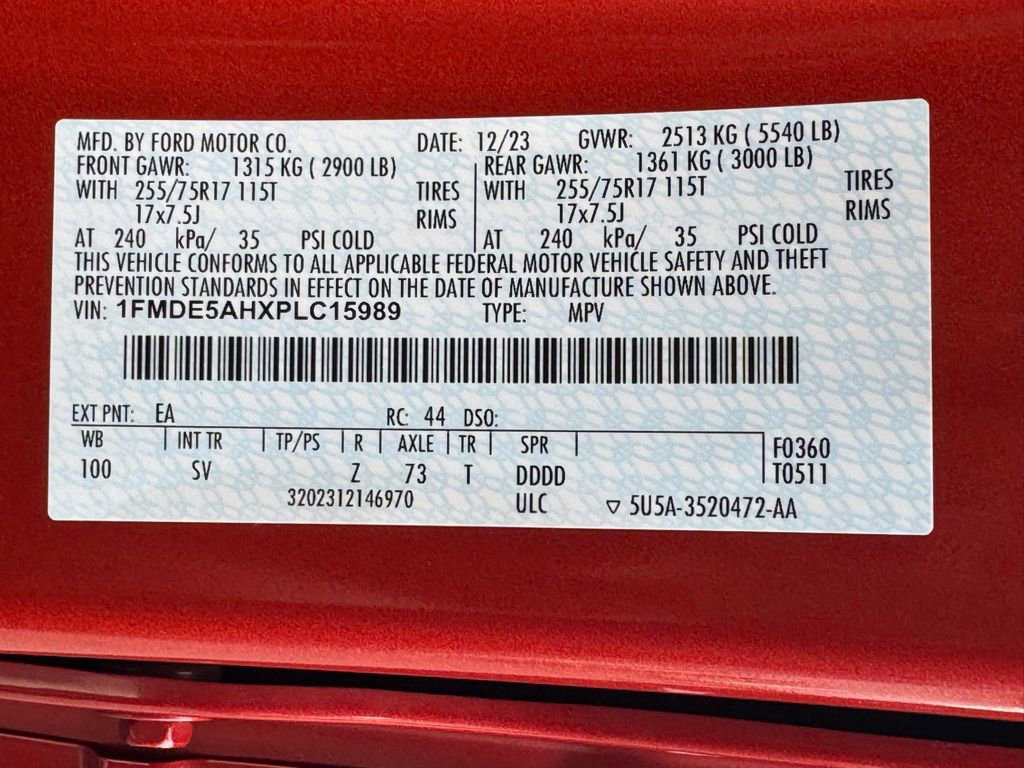 MFD. BY FORD MOTOR CO. DATE: 12/23 GVWR: 2513 KG ( 5540 LB)
FRONT GAWR: 1315 KG ( 2900 LB) REAR GAWR: 1361 KG ( 3000 LB)
WITH 255/75R17 115T TIRES WITH 255/75R17 115T TIRES
17x7.5J RIMS 17x7.5J RIMS
AT 240 kPa/ 35 PSI COLD AT 240 kPa/ 35 PSI COLD
THIS VEHICLE CONFORMS TO ALL APPLICABLE FEDERAL MOTOR VEHICLE SAFETY AND THEFT
PREVENTION STANDARDS IN EFFECT ON THE DATE OF MANUFACTURE SHOWN ABOVE.
VIN: 1FMDE5AHXPLC15989 TYPE: MPV
EXT PNT: EA RC: 44 DSO:
WB INT TR TP/PS R AXLE TR SPR F0360
100 SV Z 73 T DDDD T0511
3202312146970 ULC ▽ 5U5A-3520472-AA